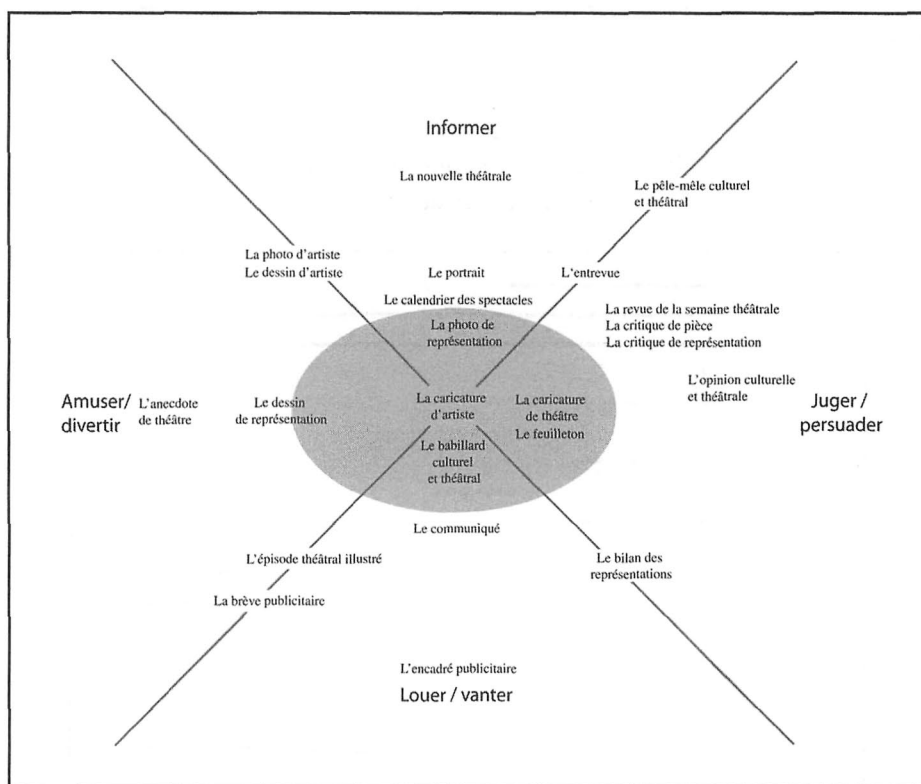 Informer
La nouvelle théâtrale
Le pêle-mêle culturel
et théâtral
La photo d'artiste
Le dessin d'artiste
Le portrait
L'entrevue
Le calendrier des spectacles
La revue de la semaine théâtrale
La critique de pièce
La critique de représentation
La photo de
représentation
L'opinion culturelle
et théâtrale
Amuser/
divertir
L'anecdote
de théâtre
Le dessin
de représentation
La caricature
d'artiste
La caricature
de théâtre
Le feuilleton
Juger /
persuader
Le babillard
culturel
et théâtral
Le communiqué
L'épisode théâtral illustré
Le bilan des
représentations
La brève publicitaire
L'encadré publicitaire
Louer / vanter